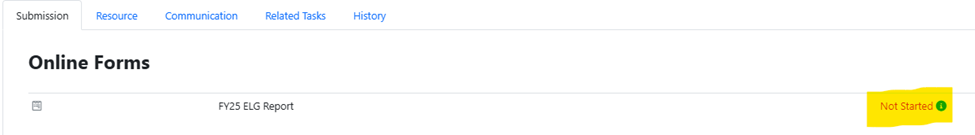 Submission Resource Communication Related Tasks History
Online Forms
FY25 ELG Report Not Started